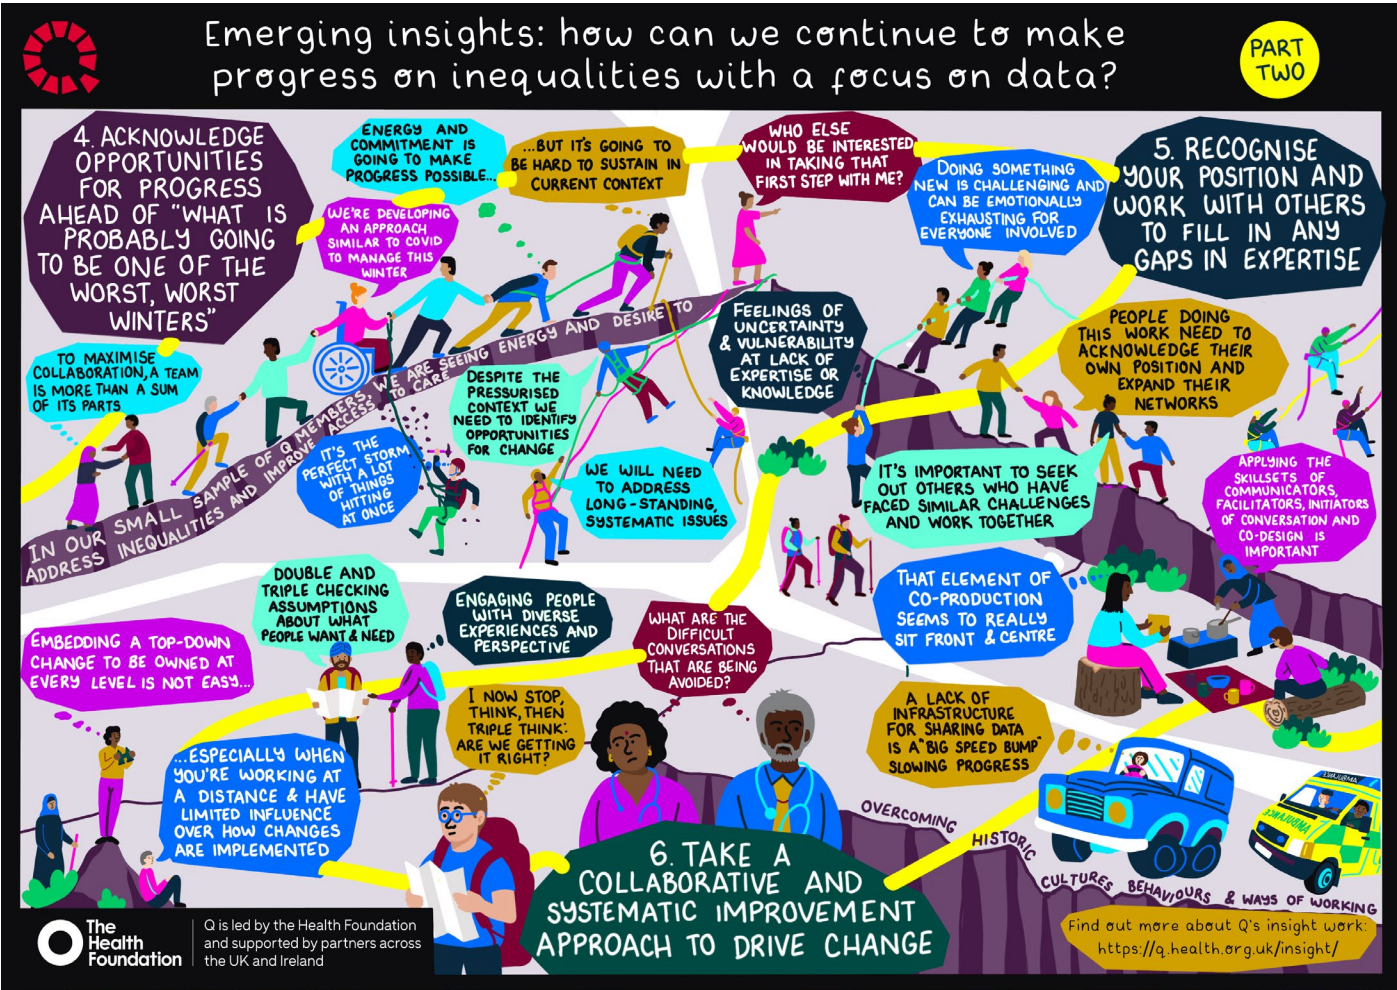 Emerging insights: how can we continue to make
progress on inequalities with a focus on data?
PART
TWO
4. ACKNOWLEDGE
OPPORTUNITIES
FOR PROGRESS
AHEAD OF "WHAT IS
PROBABLY GOING
TO BE ONE OF THE
WORST, WORST
WINTERS"
TO MAXIMISE
COLLABORATION, A TEAM
IS MORE THAN A SUM
OF ITS PARTS
WE'RE DEVELOPING
AN APPROACH
SIMILAR TO COVID
TO MANAGE THIS
WINTER
ENERGY AND
COMMITMENT IS
GOING TO MAKE
PROGRESS POSSIBLE...
...BUT IT'S GOING TO
BE HARD TO SUSTAIN IN
CURRENT CONTEXT
IN OUR SMALL SAMPLE OF Q MEMBERS, WE ARE SEEING ENERGY AND DESIRE TO
ADDRESS INEQUALITIES AND IMPROVE ACCESS TO CARE
IT'S THE
PERFECT STORM
WITH A LOT
OF THINGS
HITTING
AT ONCE
DESPITE THE
PRESSURISED
CONTEXT WE
NEED TO IDENTIFY
OPPORTUNITIES
FOR CHANGE
WE WILL NEED
TO ADDRESS
LONG-STANDING,
SYSTEMATIC ISSUES
WHO ELSE
WOULD BE INTERESTED
IN TAKING THAT
FIRST STEP WITH ME?
DOING SOMETHING
NEW IS CHALLENGING AND
CAN BE EMOTIONALLY
EXHAUSTING FOR
EVERYONE INVOLVED
5. RECOGNISE
YOUR POSITION AND
WORK WITH OTHERS
TO FILL IN ANY
GAPS IN EXPERTISE
FEELINGS OF
UNCERTAINTY
& VULNERABILITY
AT LACK OF
EXPERTISE OR
KNOWLEDGE
PEOPLE DOING
THIS WORK NEED TO
ACKNOWLEDGE THEIR
OWN POSITION AND
EXPAND THEIR
NETWORKS
IT'S IMPORTANT TO SEEK
OUT OTHERS WHO HAVE
FACED SIMILAR CHALLENGES
AND WORK TOGETHER
APPLYING THE
SKILLSETS OF
COMMUNICATORS,
FACILITATORS, INITIATORS
OF CONVERSATION AND
CO-DESIGN IS
IMPORTANT
THAT ELEMENT OF
CO-PRODUCTION
SEEMS TO REALLY
SIT FRONT & CENTRE
EMBEDDING A TOP-DOWN
CHANGE TO BE OWNED AT
EVERY LEVEL IS NOT EASY...
...ESPECIALLY WHEN
YOU'RE WORKING AT
A DISTANCE & HAVE
LIMITED INFLUENCE
OVER HOW CHANGES
ARE IMPLEMENTED
DOUBLE AND
TRIPLE CHECKING
ASSUMPTIONS
ABOUT WHAT
PEOPLE WANT & NEED
ENGAGING PEOPLE
WITH DIVERSE
EXPERIENCES AND
PERSPECTIVE
I NOW STOP,
THINK, THEN
TRIPLE THINK:
ARE WE GETTING
IT RIGHT?
WHAT ARE THE
DIFFICULT
CONVERSATIONS
THAT ARE BEING
AVOIDED?
A LACK OF
INFRASTRUCTURE
FOR SHARING DATA
IS A "BIG SPEED BUMP"
SLOWING PROGRESS
6. TAKE A
COLLABORATIVE AND
SYSTEMATIC IMPROVEMENT
APPROACH TO DRIVE CHANGE
OVERCOMING HISTORIC CULTURES BEHAVIOURS & WAYS OF WORKING
AMBULANCE
The
Health
Foundation
Q is led by the Health Foundation
and supported by partners across
the UK and Ireland
Find out more about Q's insight work:
https://q.health.org.uk/insight/